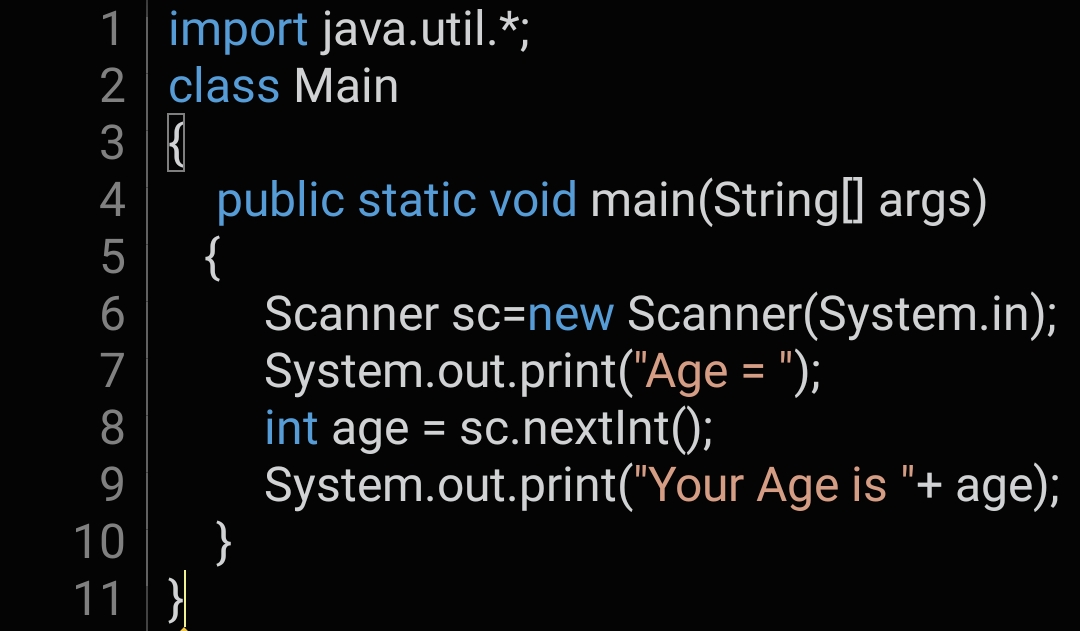 1 import java.util.*;
2 class Main
3 {
4 public static void main(String[] args)
5 {
6 Scanner sc=new Scanner(System.in);
7 System.out.print("Age = ");
8 int age = sc.nextInt();
9 System.out.print("Your Age is "+ age);
10 }
11 }